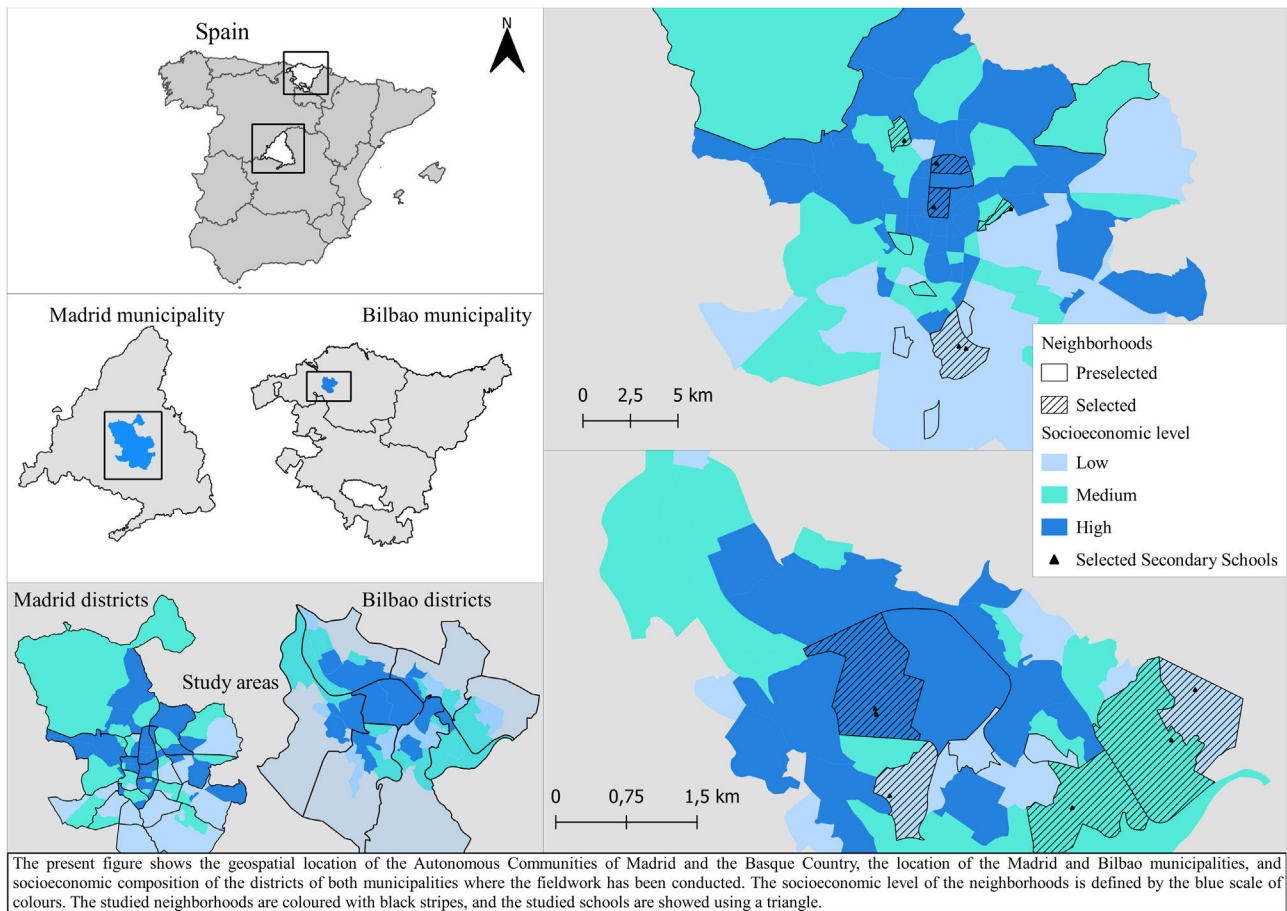 Spain
N
Madrid municipality
Bilbao municipality
Madrid districts
Bilbao districts
Study areas
0 2,5 5 km
Neighborhoods
Preselected
Selected
Socioeconomic level
Low
Medium
High
Selected Secondary Schools
0 0,75 1,5 km
The present figure shows the geospatial location of the Autonomous Communities of Madrid and the Basque Country, the location of the Madrid and Bilbao municipalities, and
socioeconomic composition of the districts of both municipalities where the fieldwork has been conducted. The socioeconomic level of the neighborhoods is defined by the blue scale of
colours. The studied neighborhoods are coloured with black stripes, and the studied schools are showed using a triangle.